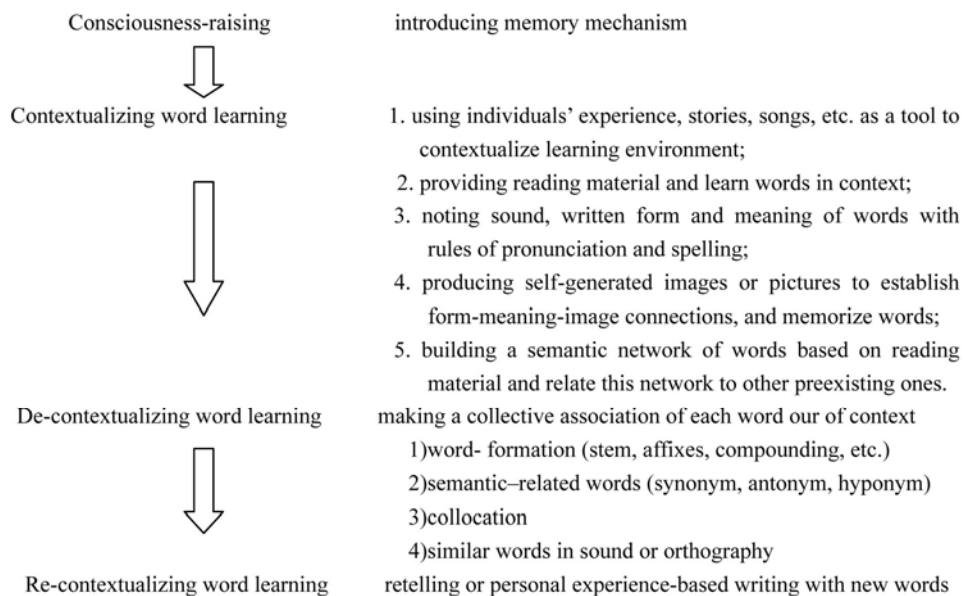 Consciousness-raising introducing memory mechanism
Contextualizing word learning 1. using individuals’ experience, stories, songs, etc. as a tool to
contextualize learning environment;
2. providing reading material and learn words in context;
3. noting sound, written form and meaning of words with
rules of pronunciation and spelling;
4. producing self-generated images or pictures to establish
form-meaning-image connections, and memorize words;
5. building a semantic network of words based on reading
material and relate this network to other preexisting ones.
De-contextualizing word learning making a collective association of each word our of context
1)word- formation (stem, affixes, compounding, etc.)
2)semantic–related words (synonym, antonym, hyponym)
3)collocation
4)similar words in sound or orthography
Re-contextualizing word learning retelling or personal experience-based writing with new words